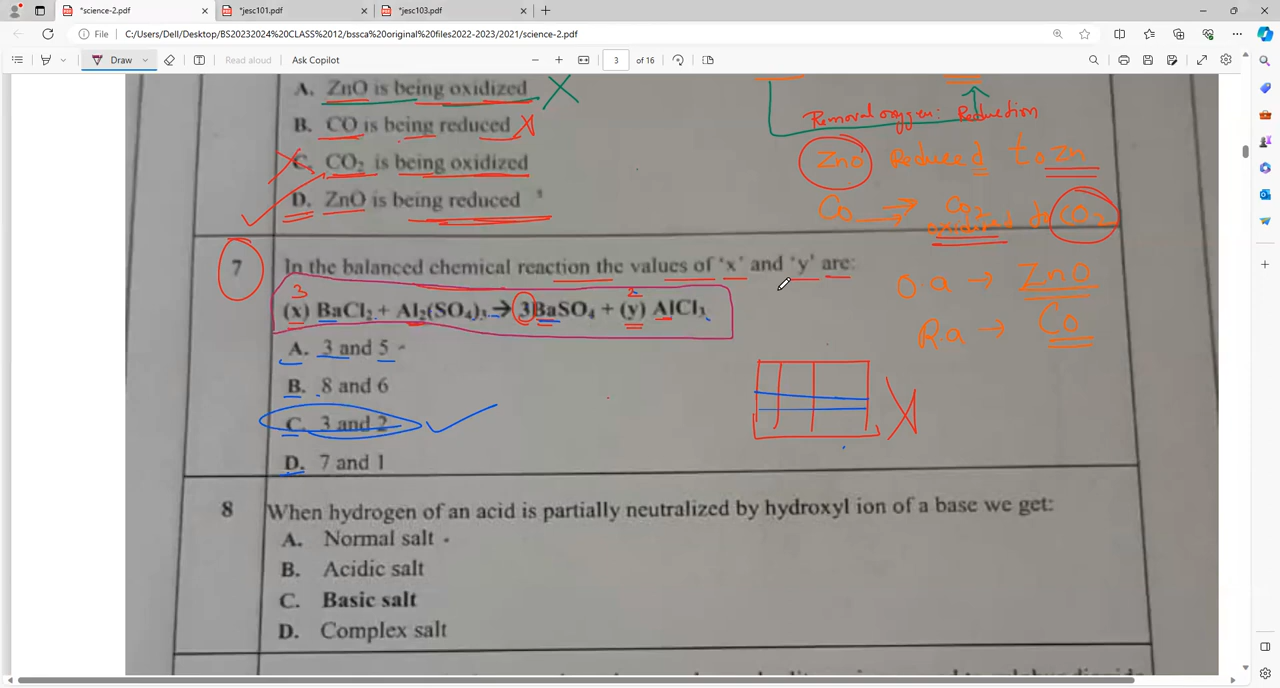 *science-2.pdf
*jesc101.pdf
*jesc103.pdf
File
C:/Users/Dell/Desktop/BS20232024%20CLASS%2012/bssca%20original%20files2022-2023/2021/science-2.pdf
Draw
Read aloud
Ask Copilot
3 of 16
A. ZnO is being oxidized
B. CO is being reduced
C. CO₂ is being oxidized
D. ZnO is being reduced
Removal oxygen: Reduction
ZnO Reduced to Zn
CO → CO₂
oxidized to CO₂
7 In the balanced chemical reaction the values of 'x' and 'y' are:
3 2
(x) BaCl₂ + Al₂(SO₄)₃ → 3BaSO₄ + (y) AlCl₃
A. 3 and 5
B. 8 and 6
C. 3 and 2
D. 7 and 1
O.a → ZnO
R.a → CO
8 When hydrogen of an acid is partially neutralized by hydroxyl ion of a base we get:
A. Normal salt
B. Acidic salt
C. Basic salt
D. Complex salt